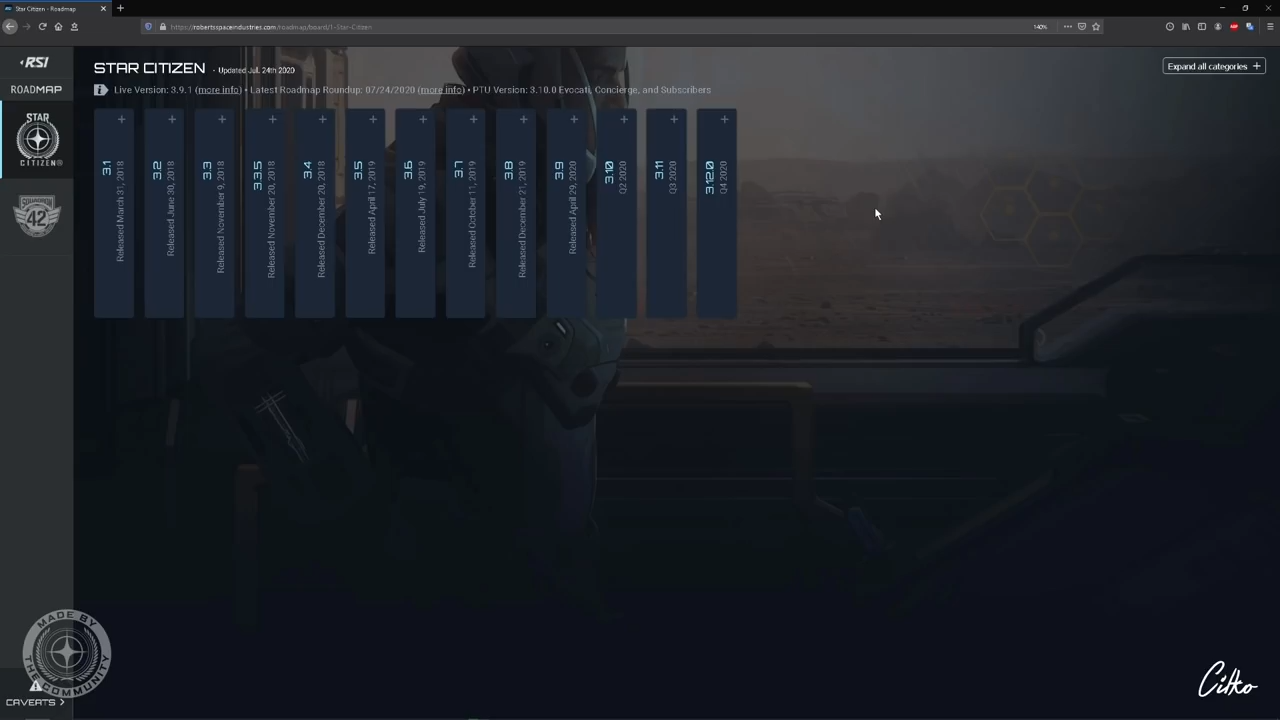 Star Citizen - Roadmap
https://robertsspaceindustries.com/roadmap/board/1-Star-Citizen
140%
RSI
ROADMAP
STAR
CITIZEN®
SQUADRON
42
STAR CITIZEN - Updated Jul. 24th 2020
Expand all categories +
Live Version: 3.9.1 (more info) • Latest Roadmap Roundup: 07/24/2020 (more info) • PTU Version: 3.10.0 Evocati, Concierge, and Subscribers
3.1 Released March 31, 2018
3.2 Released June 30, 2018
3.3 Released November 9, 2018
3.3.5 Released November 20, 2018
3.4 Released December 20, 2018
3.5 Released April 17, 2019
3.6 Released July 19, 2019
3.7 Released October 11, 2019
3.8 Released December 21, 2019
3.9 Released April 29, 2020
3.10 Q2 2020
3.11 Q3 2020
3.12.0 Q4 2020
MADE BY
THE COMMUNITY
CAVEATS >